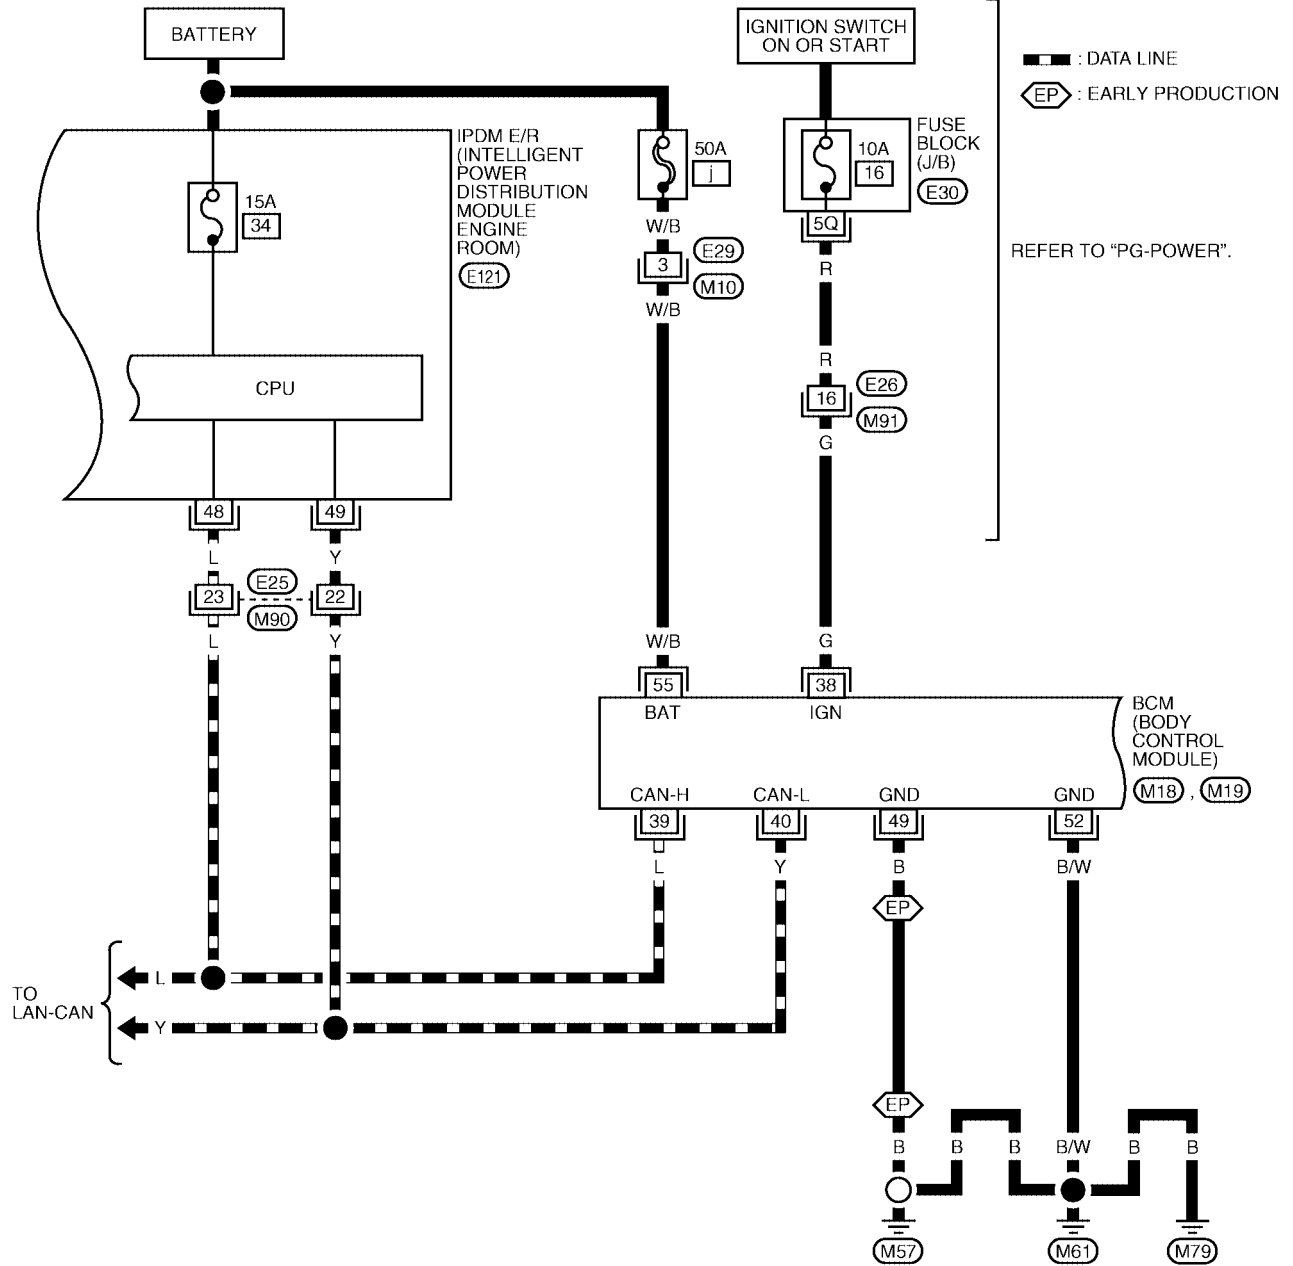 BATTERY
IGNITION SWITCH
ON OR START
: DATA LINE
EP : EARLY PRODUCTION
IPDM E/R
(INTELLIGENT
POWER
DISTRIBUTION
MODULE
ENGINE
ROOM)
E121
15A
34
50A
j
10A
16
FUSE
BLOCK
(J/B)
E30
5Q
W/B
3
E29
M10
W/B
R
REFER TO “PG-POWER”.
R
16
E26
M91
G
CPU
48
49
L
Y
23
E25
M90
22
L
Y
W/B
G
55
38
BAT
IGN
BCM
(BODY
CONTROL
MODULE)
M18 , M19
CAN-H
CAN-L
GND
GND
39
40
49
52
L
Y
B
B/W
EP
TO
LAN-CAN
L
Y
EP
B
B
B
B/W
B
B
M57
M61
M79